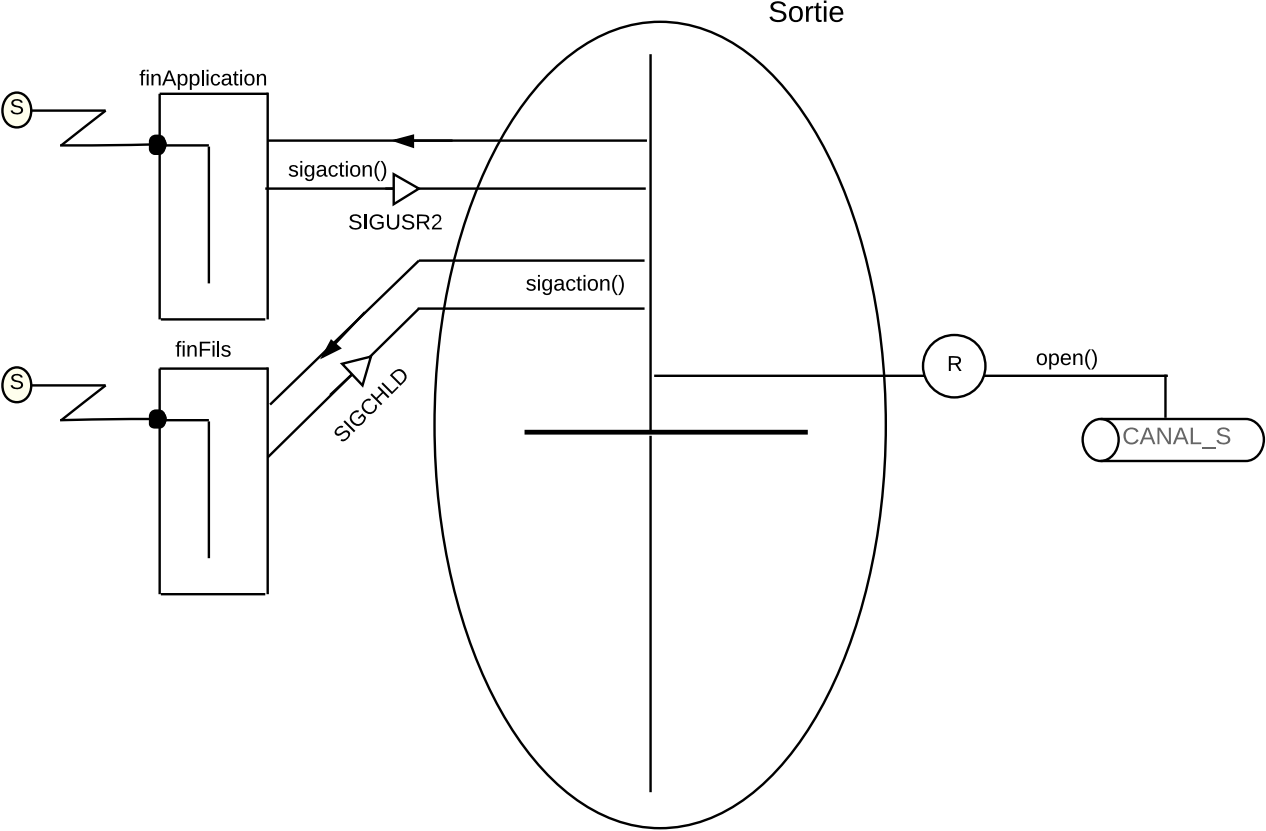 Sortie
finApplication
S
sigaction()
SIGUSR2
sigaction()
finFils
S
SIGCHLD
R
open()
CANAL_S